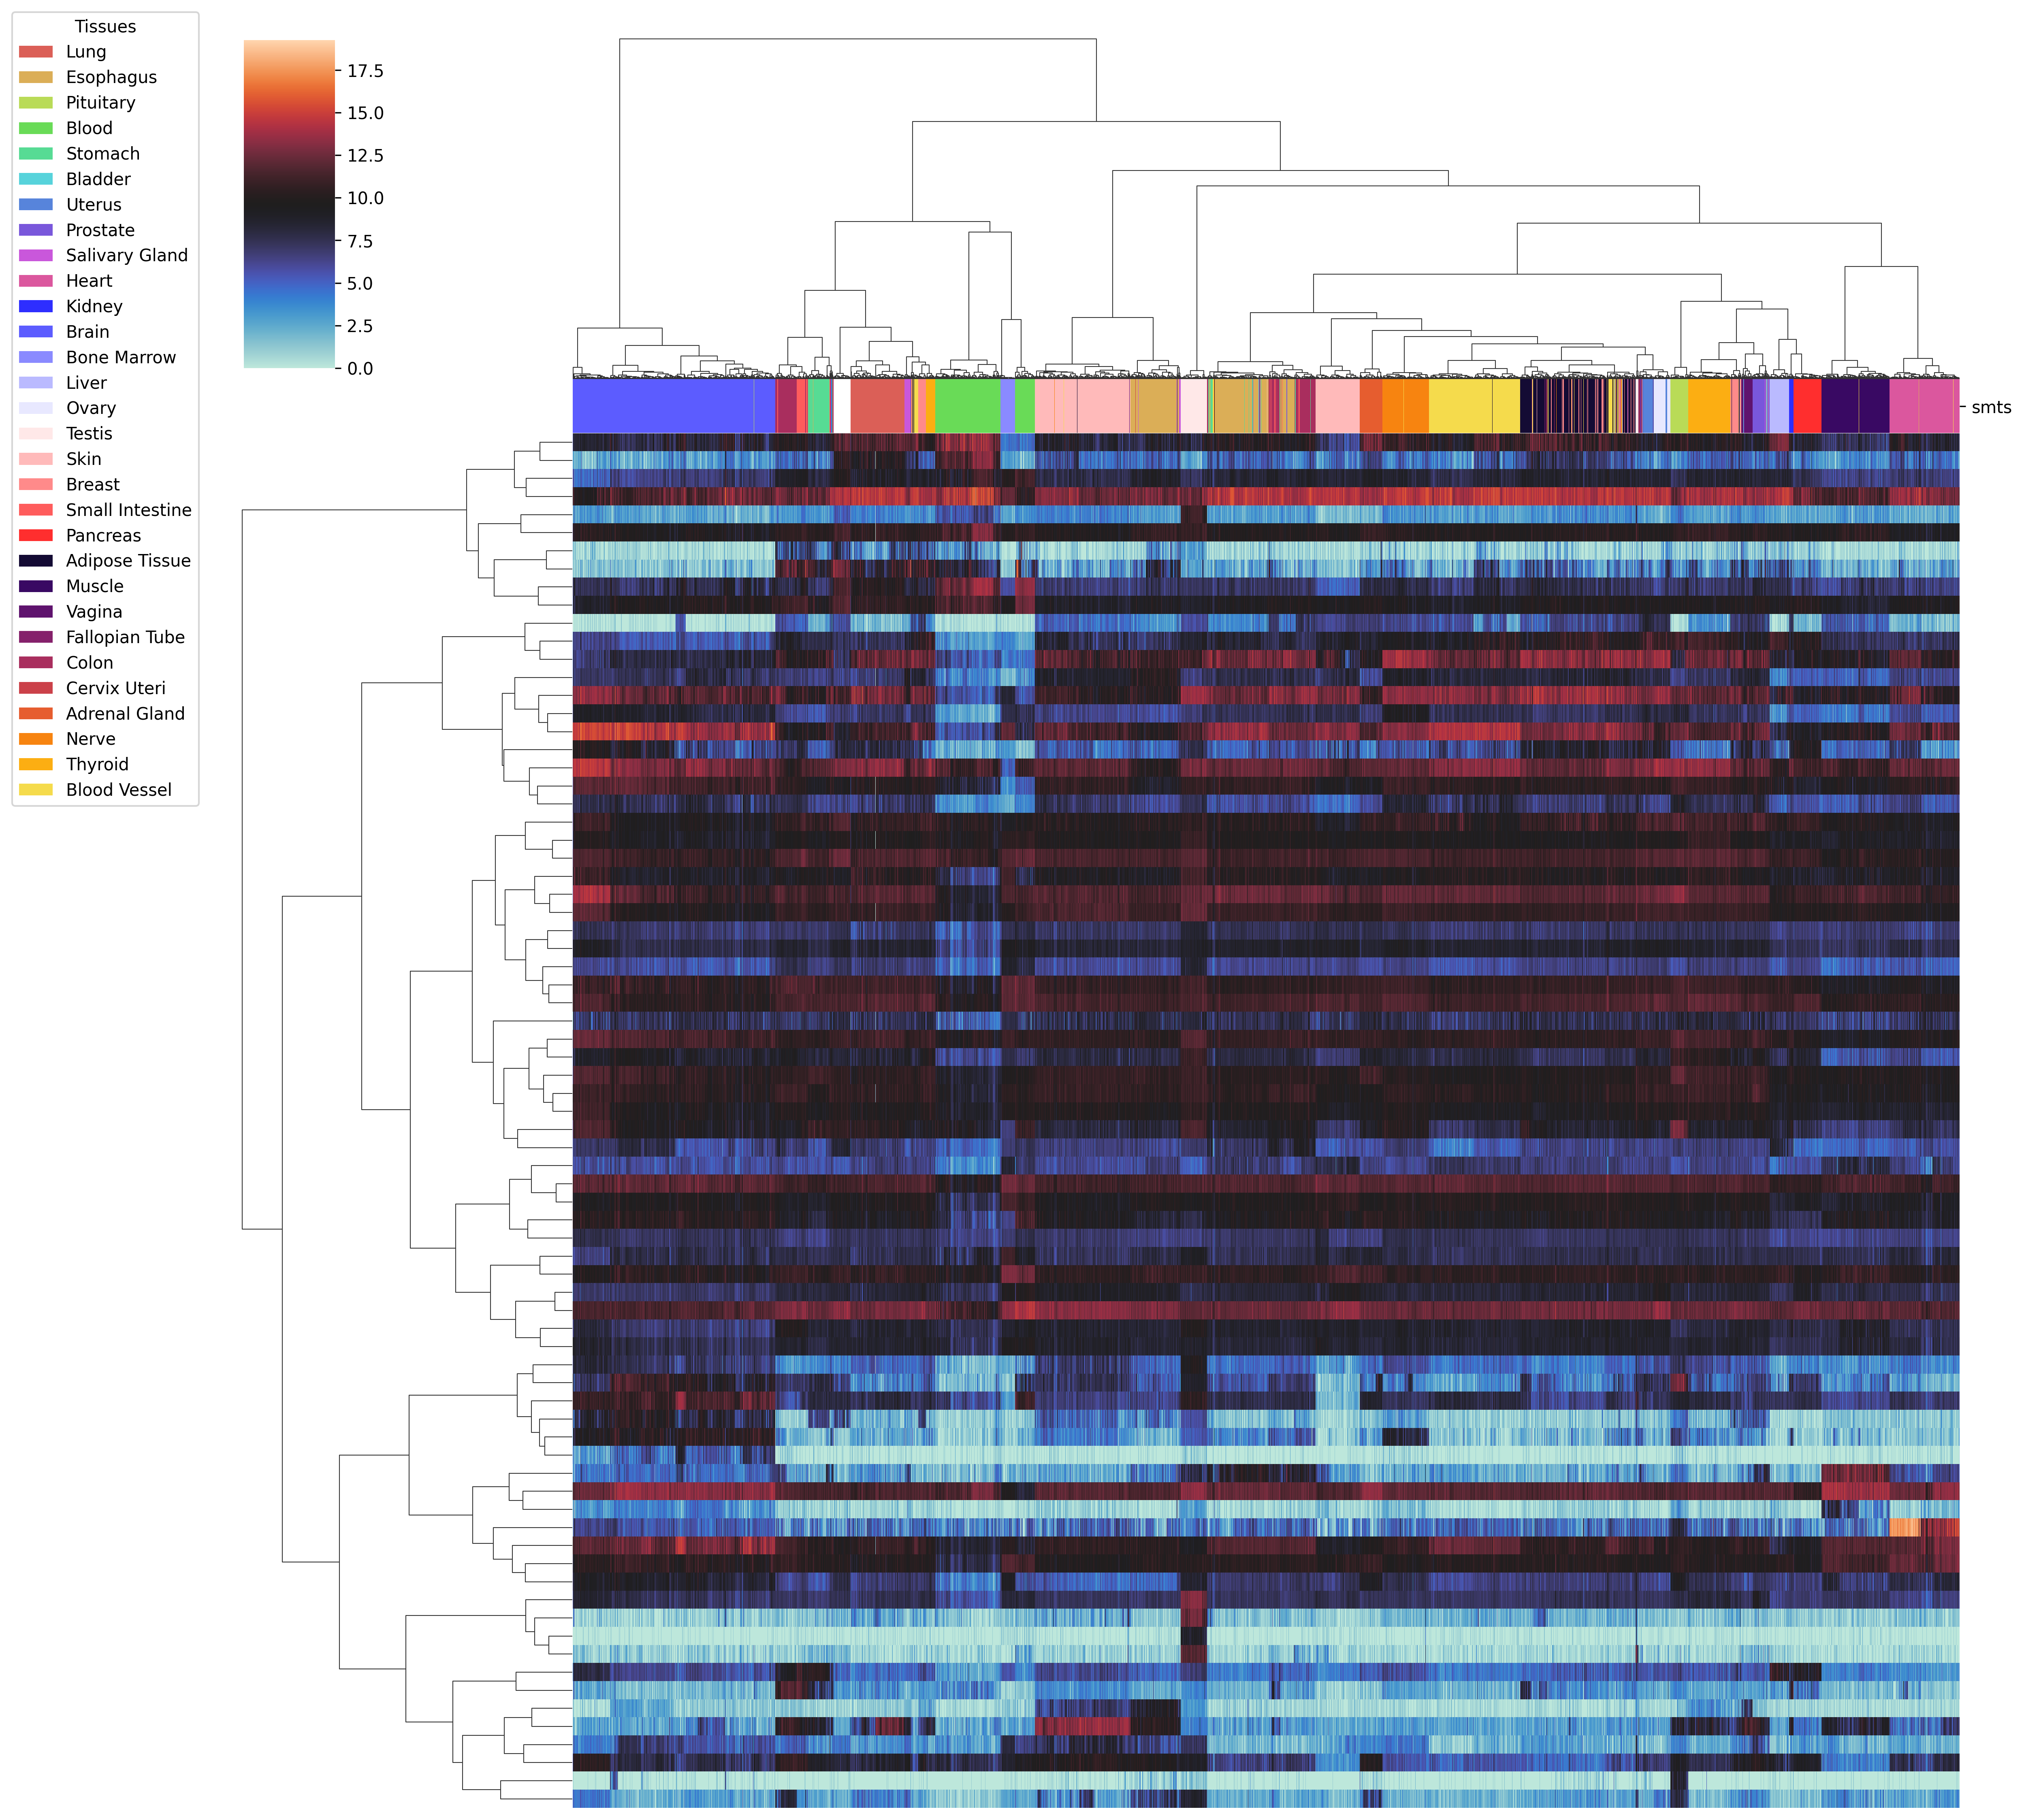 Tissues
Lung
Esophagus
Pituitary
Blood
Stomach
Bladder
Uterus
Prostate
Salivary Gland
Heart
Kidney
Brain
Bone Marrow
Liver
Ovary
Testis
Skin
Breast
Small Intestine
Pancreas
Adipose Tissue
Muscle
Vagina
Fallopian Tube
Colon
Cervix Uteri
Adrenal Gland
Nerve
Thyroid
Blood Vessel
17.5
15.0
12.5
10.0
7.5
5.0
2.5
0.0
smts